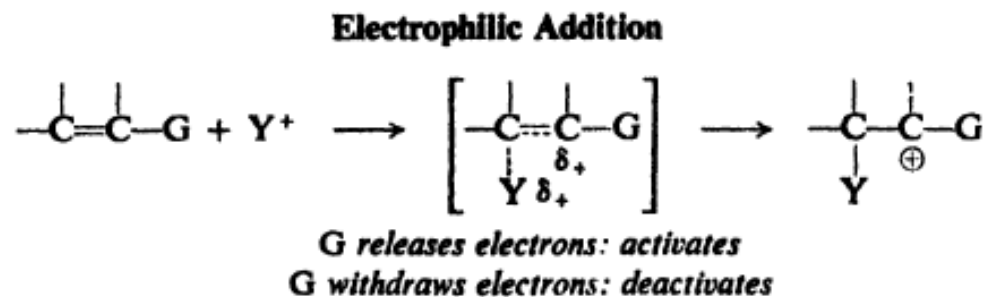 Electrophilic Addition
—C=C—G + Y⁺ ⟶ [—C=C—G] ⟶ —C—C—G
δ₊ ⊕
Y δ₊ Y
G releases electrons: activates
G withdraws electrons: deactivates